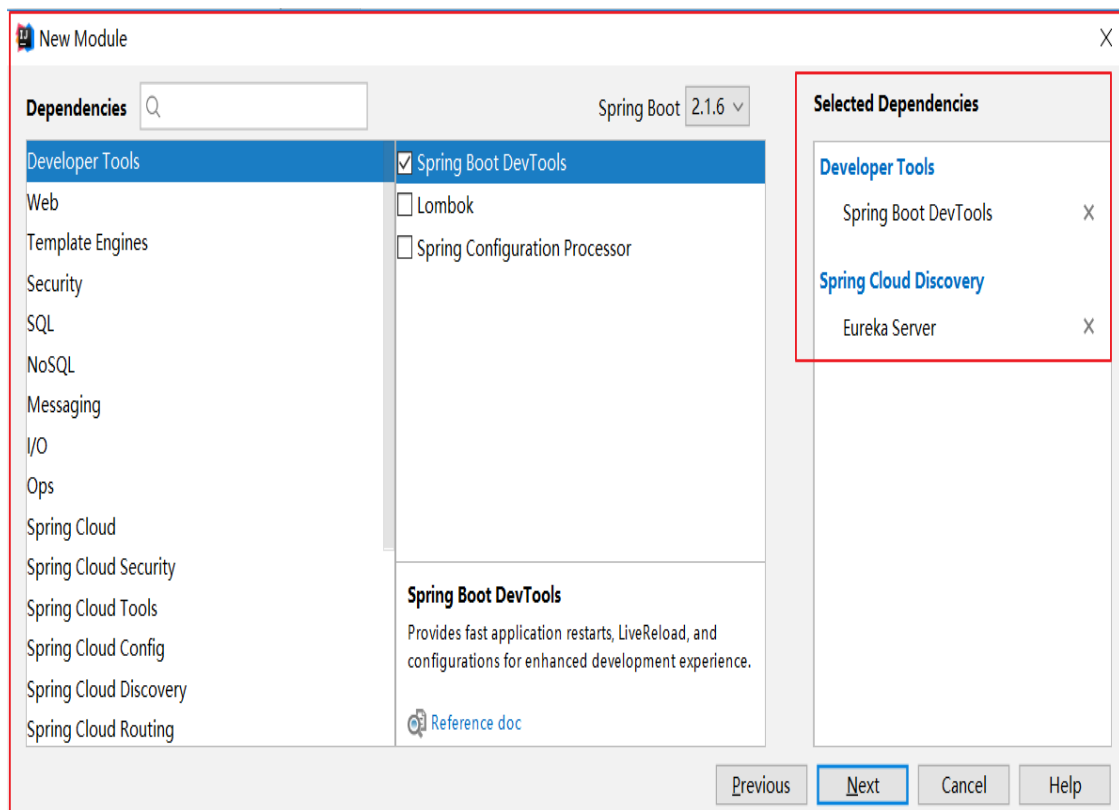 New Module
X
Dependencies
Spring Boot 2.1.6
Developer Tools
Web
Template Engines
Security
SQL
NoSQL
Messaging
I/O
Ops
Spring Cloud
Spring Cloud Security
Spring Cloud Tools
Spring Cloud Config
Spring Cloud Discovery
Spring Cloud Routing
Spring Boot DevTools
Lombok
Spring Configuration Processor
Spring Boot DevTools
Provides fast application restarts, LiveReload, and
configurations for enhanced development experience.
Reference doc
Selected Dependencies
Developer Tools
Spring Boot DevTools
Spring Cloud Discovery
Eureka Server
Previous
Next
Cancel
Help